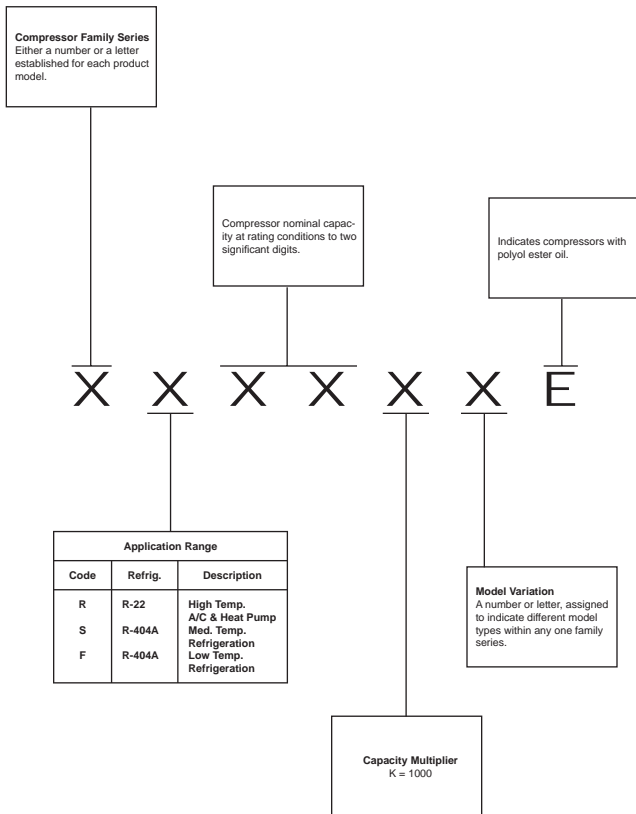 Compressor Family Series
Either a number or a letter
established for each product
model.
Compressor nominal capac-
ity at rating conditions to two
significant digits.
Indicates compressors with
polyol ester oil.
X X X X X X E
Application Range
Code Refrig. Description
R R-22 High Temp.
A/C & Heat Pump
S R-404A Med. Temp.
Refrigeration
F R-404A Low Temp.
Refrigeration
Model Variation
A number or letter, assigned
to indicate different model
types within any one family
series.
Capacity Multiplier
K = 1000